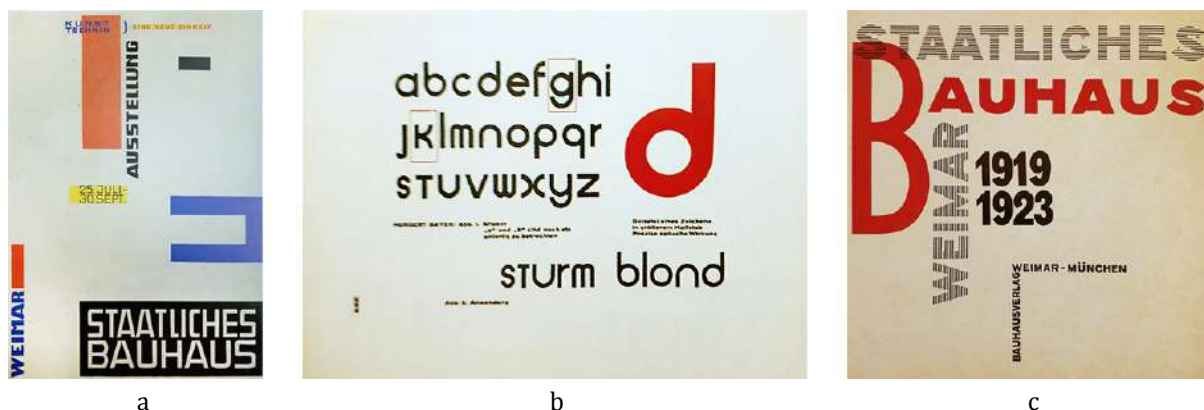 KUNST
TECHNIK
EINE NEUE EINHEIT
AUSSTELLUNG
25.JULI-
30.SEPT.
WEIMAR
STAATLICHES
BAUHAUS
a
abcdefghi
jklmnopqr
sTUVWXYZ
d
sTURM blond
b
STAATLICHES
BAUHAUS
WEIMAR
1919
1923
WEIMAR-MÜNCHEN
BAUHAUSVERLAG
c